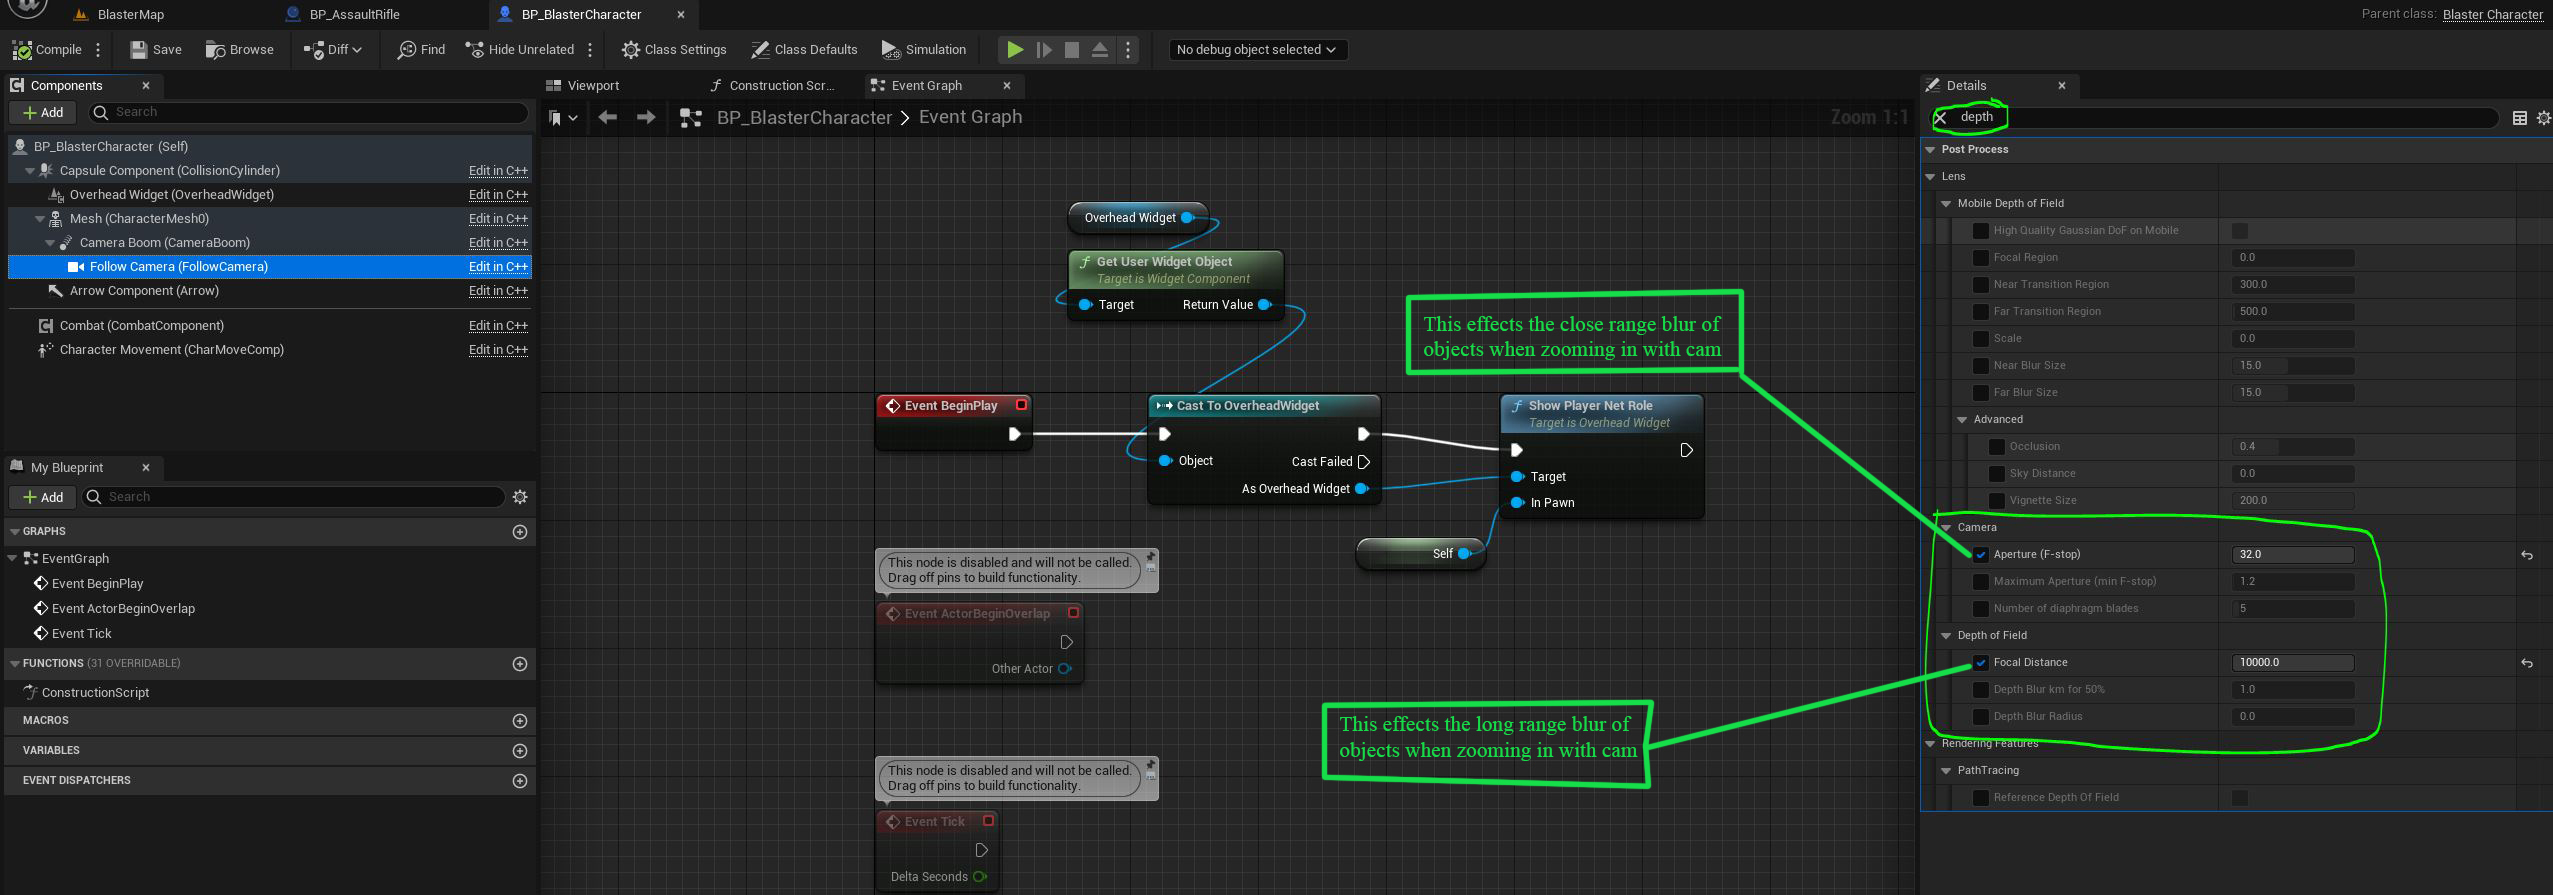 BlasterMap
BP_AssaultRifle
BP_BlasterCharacter
Parent class: Blaster Character
Compile
Save
Browse
Diff
Find
Hide Unrelated
Class Settings
Class Defaults
Simulation
No debug object selected
Components
Add
Search
BP_BlasterCharacter (Self)
Capsule Component (CollisionCylinder) Edit in C++
Overhead Widget (OverheadWidget) Edit in C++
Mesh (CharacterMesh0) Edit in C++
Camera Boom (CameraBoom) Edit in C++
Follow Camera (FollowCamera) Edit in C++
Arrow Component (Arrow) Edit in C++
Combat (CombatComponent) Edit in C++
Character Movement (CharMoveComp) Edit in C++
My Blueprint
Add
Search
GRAPHS
EventGraph
Event BeginPlay
Event ActorBeginOverlap
Event Tick
FUNCTIONS (31 OVERRIDABLE)
ConstructionScript
MACROS
VARIABLES
EVENT DISPATCHERS
Viewport
Construction Scr...
Event Graph
BP_BlasterCharacter > Event Graph
Zoom 1:1
Overhead Widget
Get User Widget Object
Target is Widget Component
Target Return Value
Event BeginPlay
Cast To OverheadWidget
Object
Cast Failed
As Overhead Widget
Show Player Net Role
Target is Overhead Widget
Target
In Pawn
Self
This node is disabled and will not be called.
Drag off pins to build functionality.
Event ActorBeginOverlap
Other Actor
This node is disabled and will not be called.
Drag off pins to build functionality.
Event Tick
Delta Seconds
This effects the close range blur of
objects when zooming in with cam
This effects the long range blur of
objects when zooming in with cam
Details
depth
Post Process
Lens
Mobile Depth of Field
High Quality Gaussian DoF on Mobile
Focal Region 0.0
Near Transition Region 300.0
Far Transition Region 500.0
Scale 0.0
Near Blur Size 15.0
Far Blur Size 15.0
Advanced
Occlusion 0.4
Sky Distance 0.0
Vignette Size 200.0
Camera
Aperture (F-stop) 32.0
Maximum Aperture (min F-stop) 1.2
Number of diaphragm blades 5
Depth of Field
Focal Distance 10000.0
Depth Blur km for 50% 1.0
Depth Blur Radius 0.0
Rendering Features
PathTracing
Reference Depth Of Field